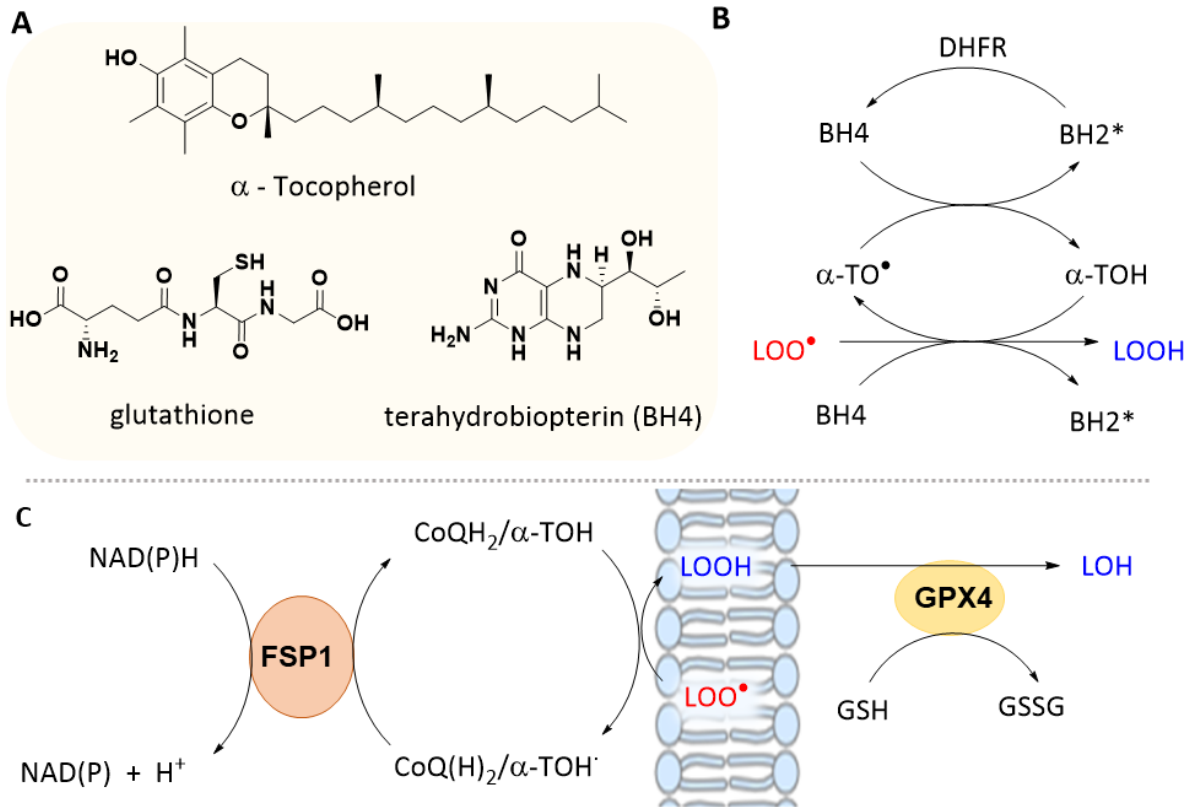 A
HO
O
α - Tocopherol
O
HO
NH2
O
N
H
SH
O
H
N
O
OH
glutathione
O
N
H2N
N
H
H
N
N
H
H
OH
OH
terahydrobiopterin (BH4)
B
DHFR
BH4
BH2*
α-TO•
α-TOH
LOO•
LOOH
BH4
BH2*
C
NAD(P)H
CoQH2/α-TOH
LOOH
LOH
GPX4
FSP1
LOO•
GSH
GSSG
NAD(P) + H+
CoQ(H)2/α-TOH·